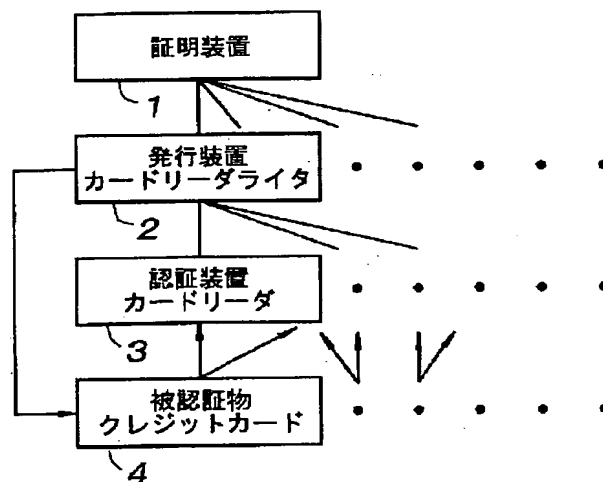 証明装置
1
発行装置
カードリーダライタ
2
認証装置
カードリーダ
3
被認証物
クレジットカード
4